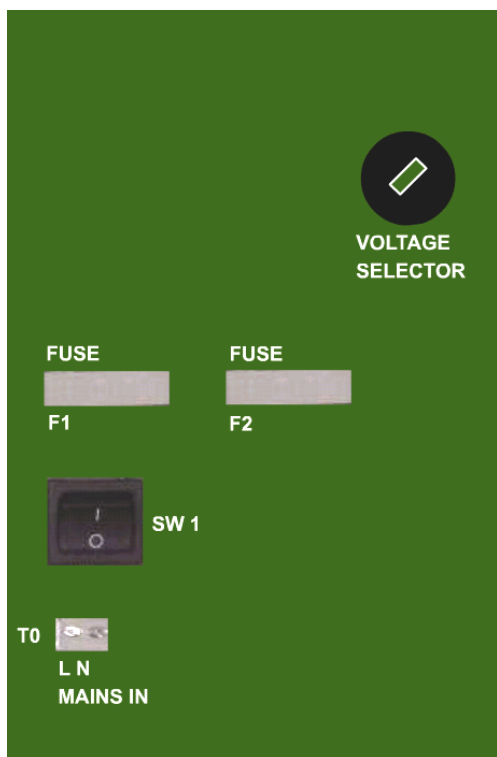 VOLTAGE
SELECTOR
FUSE
FUSE
F1
F2
SW 1
T0
L N
MAINS IN